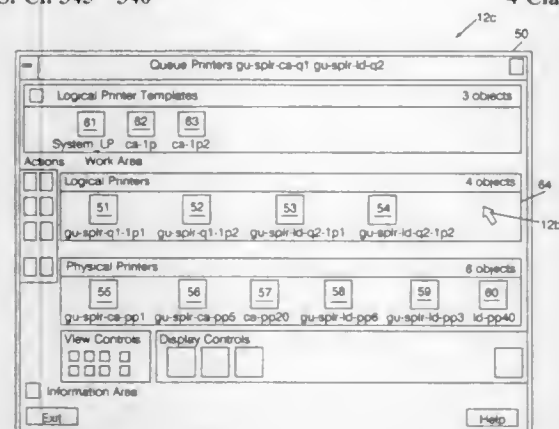 12c
50
Queue Printers gu-splr-ca-q1 gu-splr-ld-q2
Logical Printer Templates 3 objects
61 62 63
System_LP ca-1p ca-1p2
Actions Work Area
Logical Printers 4 objects
64
51 52 53 54
12b
gu-splr-q1-1p1 gu-splr-q1-1p2 gu-splr-ld-q2-1p1 gu-splr-ld-q2-1p2
Physical Printers 6 objects
55 56 57 58 59 60
gu-splr-ca-pp1 gu-splr-ca-pp5 ca-pp20 gu-splr-ld-pp6 gu-splr-ld-pp3 ld-pp40
View Controls Display Controls
Information Area
Exit Help